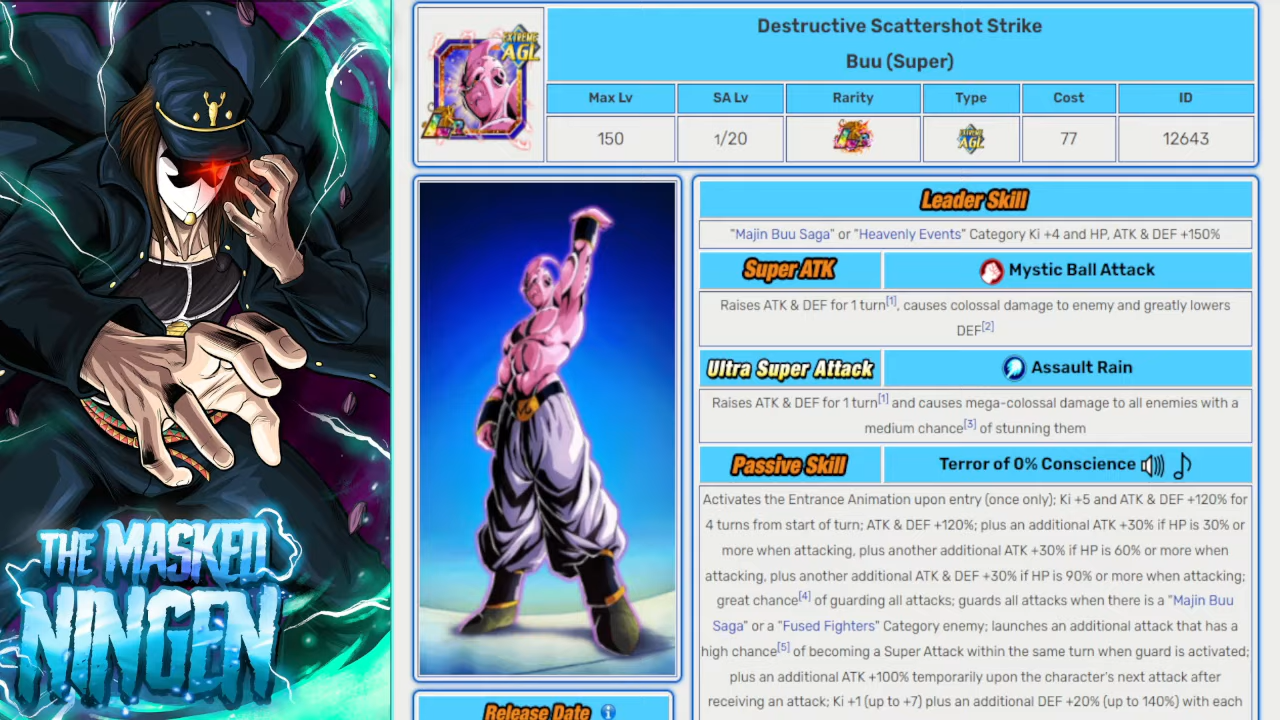 THE MASKED
NINGEN
EXTREME
AGL
LR
Destructive Scattershot Strike
Buu (Super)
Max Lv
SA Lv
Rarity
Type
Cost
ID
150
1/20
LR
EXTREME
AGL
77
12643
Leader Skill
"Majin Buu Saga" or "Heavenly Events" Category Ki +4 and HP, ATK & DEF +150%
Super ATK
Mystic Ball Attack
Raises ATK & DEF for 1 turn[1], causes colossal damage to enemy and greatly lowers
DEF[2]
Ultra Super Attack
Assault Rain
Raises ATK & DEF for 1 turn[1] and causes mega-colossal damage to all enemies with a
medium chance[3] of stunning them
Passive Skill
Terror of 0% Conscience
Activates the Entrance Animation upon entry (once only); Ki +5 and ATK & DEF +120% for
4 turns from start of turn; ATK & DEF +120%; plus an additional ATK +30% if HP is 30% or
more when attacking, plus another additional ATK +30% if HP is 60% or more when
attacking, plus another additional ATK & DEF +30% if HP is 90% or more when attacking;
great chance[4] of guarding all attacks; guards all attacks when there is a "Majin Buu
Saga" or a "Fused Fighters" Category enemy; launches an additional attack that has a
high chance[5] of becoming a Super Attack within the same turn when guard is activated;
plus an additional ATK +100% temporarily upon the character's next attack after
receiving an attack; Ki +1 (up to +7) plus an additional DEF +20% (up to 140%) with each
Release Date